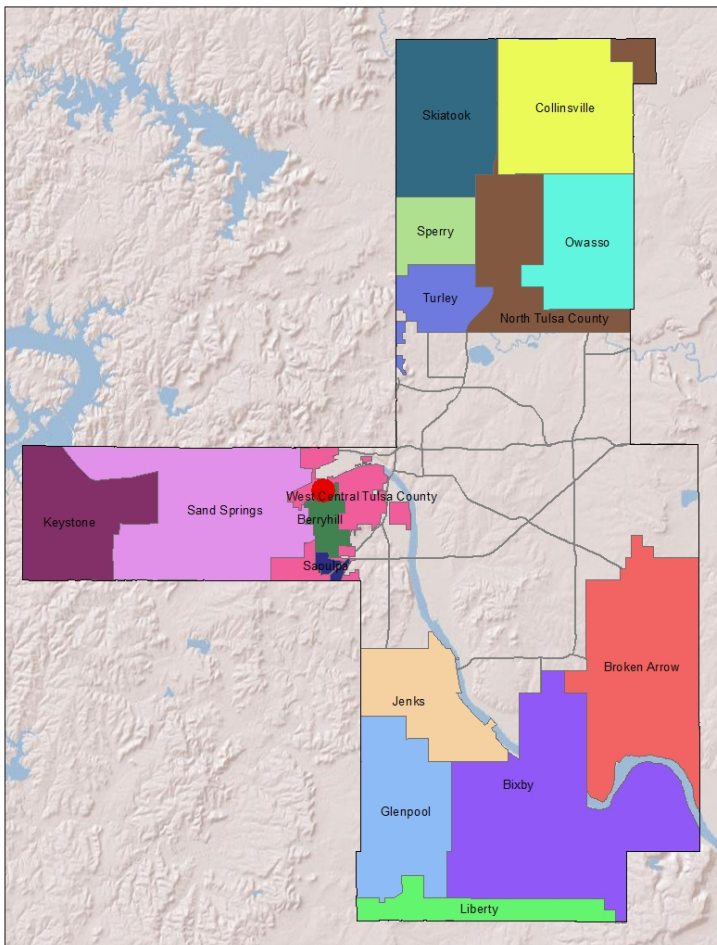 Skiatook
Collinsville
Sperry
Owasso
Turley
North Tulsa County
West Central Tulsa County
Sand Springs
Keystone
Berryhill
Sapulpa
Broken Arrow
Jenks
Bixby
Glenpool
Liberty